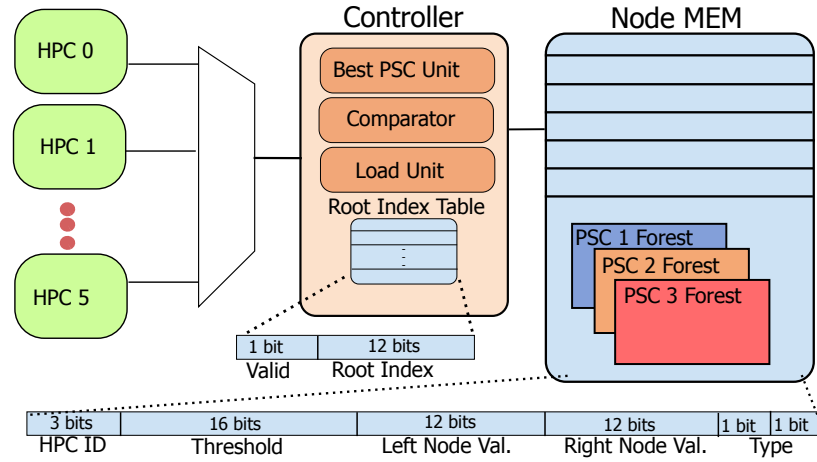 Controller
Node MEM
HPC 0
HPC 1
HPC 5
Best PSC Unit
Comparator
Load Unit
Root Index Table
PSC 1 Forest
PSC 2 Forest
PSC 3 Forest
1 bit 12 bits
Valid Root Index
3 bits 16 bits 12 bits 12 bits 1 bit 1 bit
HPC ID Threshold Left Node Val. Right Node Val. Type